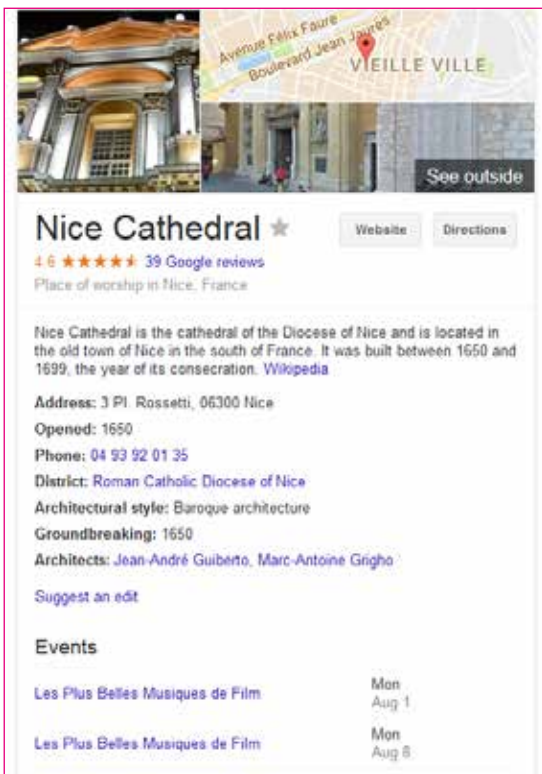 Avenue Félix Faure
Boulevard Jean Jaurès
VIEILLE VILLE
See outside
Nice Cathedral
Website
Directions
4.6 39 Google reviews
Place of worship in Nice, France
Nice Cathedral is the cathedral of the Diocese of Nice and is located in
the old town of Nice in the south of France. It was built between 1650 and
1699, the year of its consecration. Wikipedia
Address: 3 Pl. Rossetti, 06300 Nice
Opened: 1650
Phone: 04 93 92 01 35
District: Roman Catholic Diocese of Nice
Architectural style: Baroque architecture
Groundbreaking: 1650
Architects: Jean-André Guiberto, Marc-Antoine Grigho
Suggest an edit
Events
Les Plus Belles Musiques de Film Mon
Aug 1
Les Plus Belles Musiques de Film Mon
Aug 8